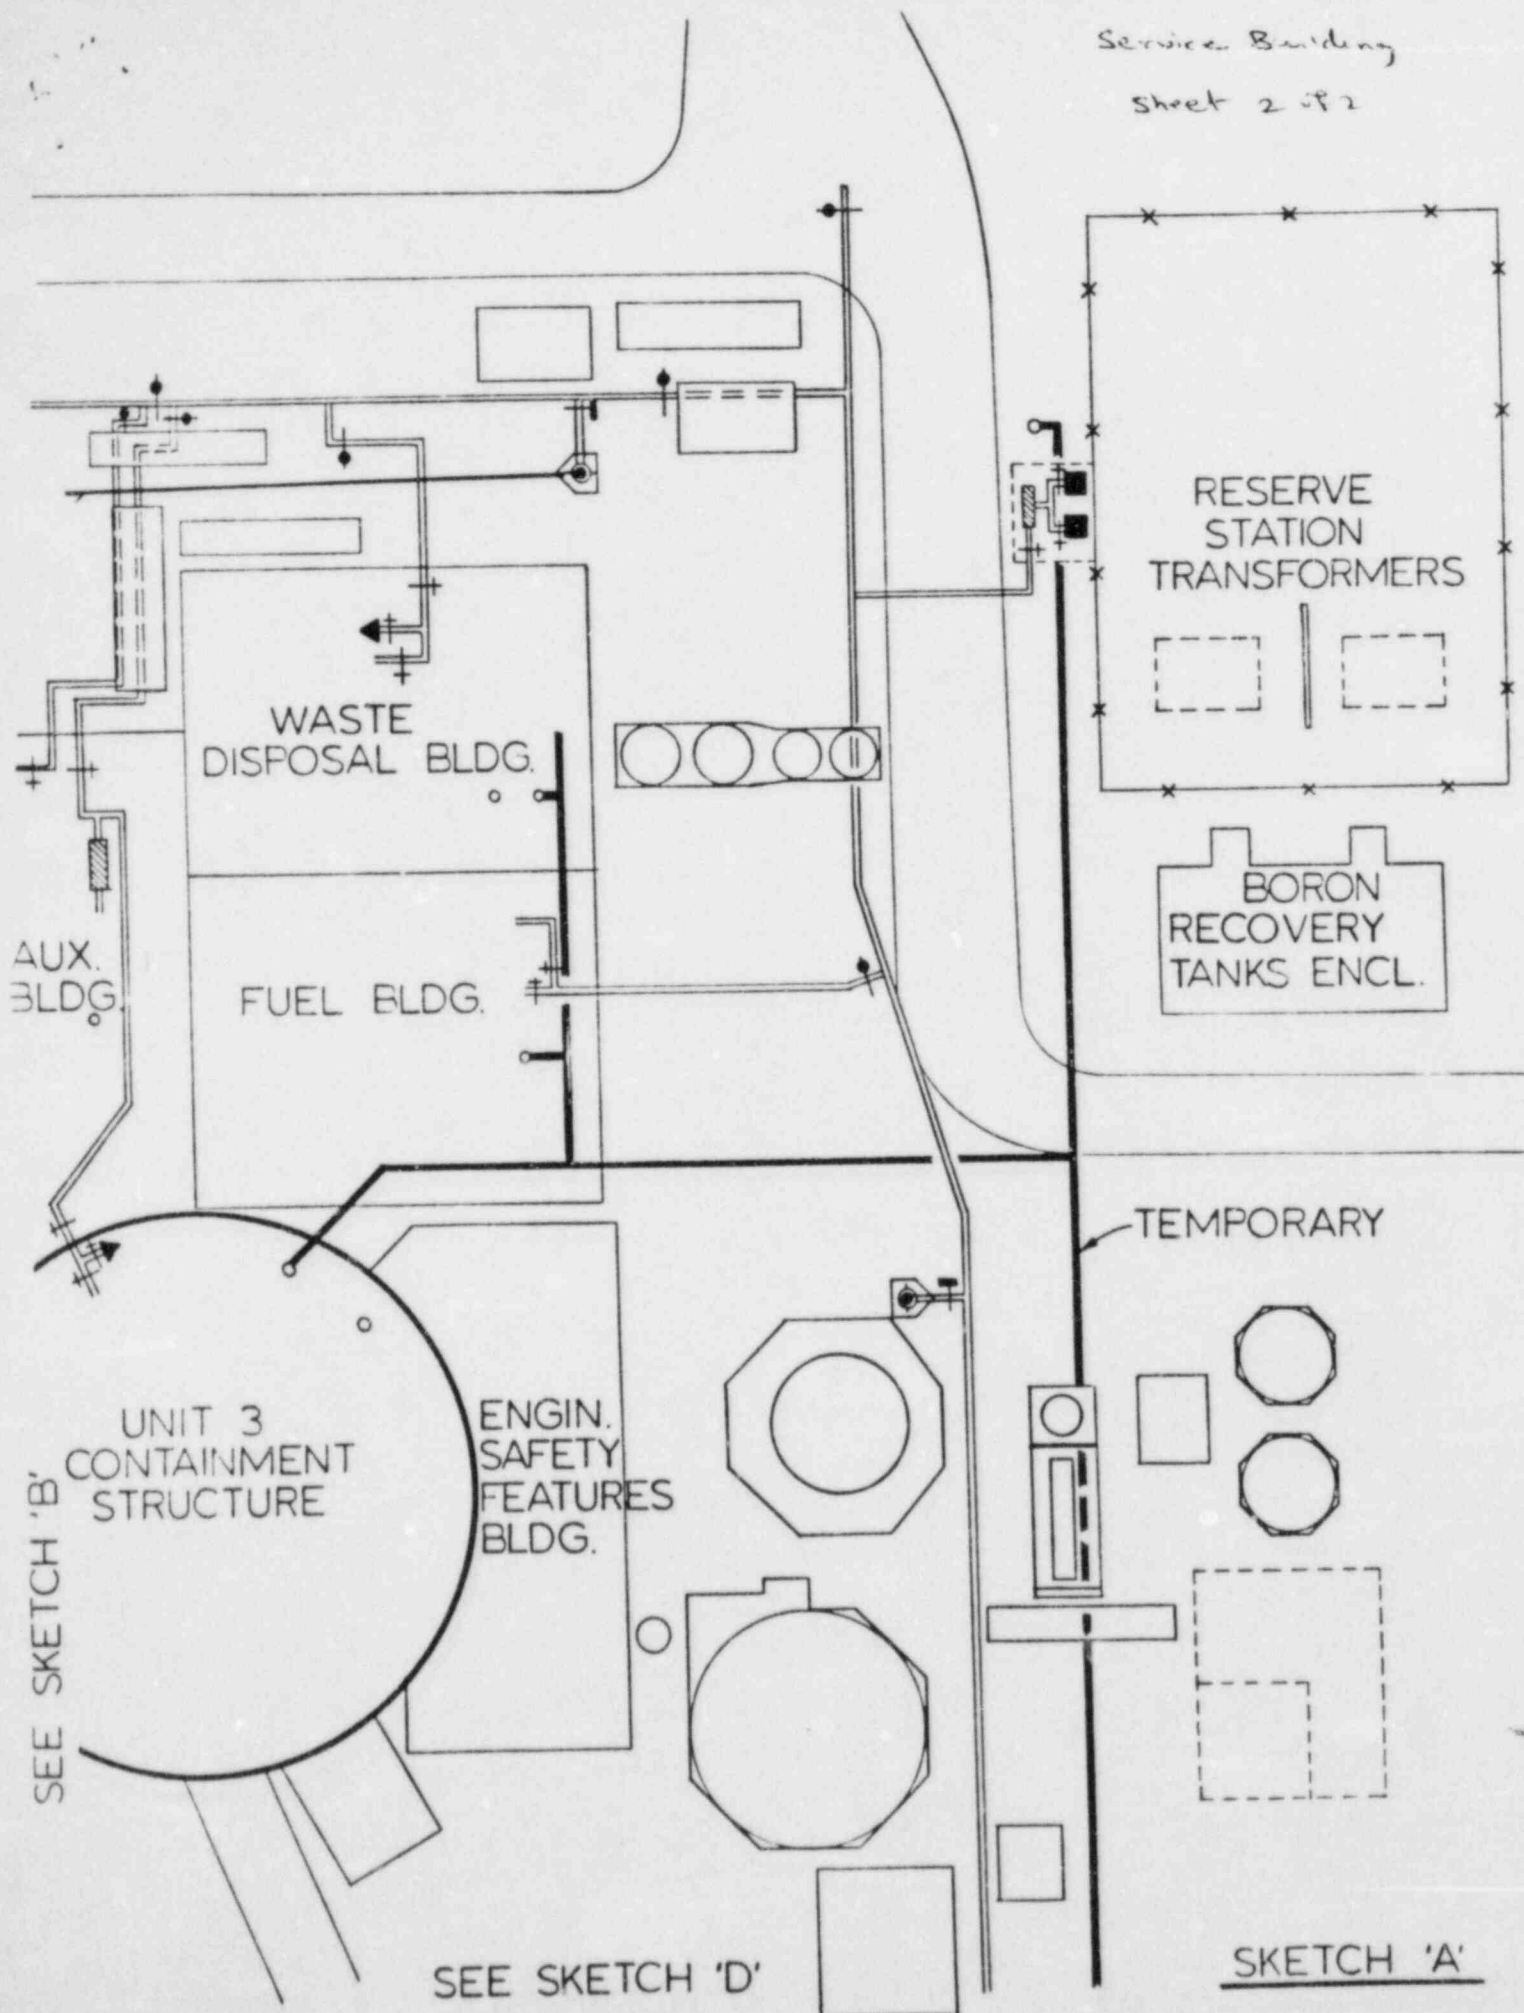 Service Building
Sheet 2 of 2
RESERVE
STATION
TRANSFORMERS
WASTE
DISPOSAL BLDG.
BORON
RECOVERY
TANKS ENCL.
AUX.
BLDG.
FUEL BLDG.
TEMPORARY
UNIT 3
CONTAINMENT
STRUCTURE
ENGIN.
SAFETY
FEATURES
BLDG.
SEE SKETCH 'B'
SEE SKETCH 'D'
SKETCH 'A'